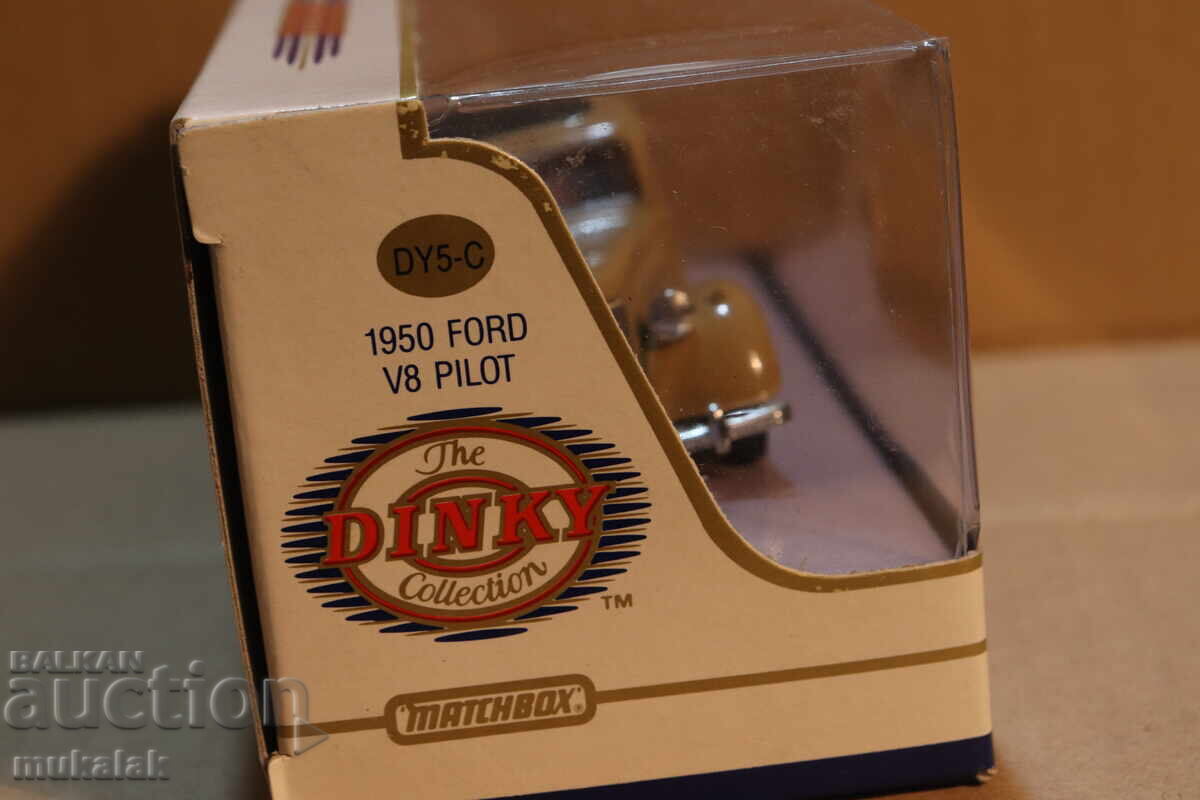 DY5-C
1950 FORD
V8 PILOT
The
DINKY
Collection
TM
MATCHBOX®
BALKAN
auction
mukalak